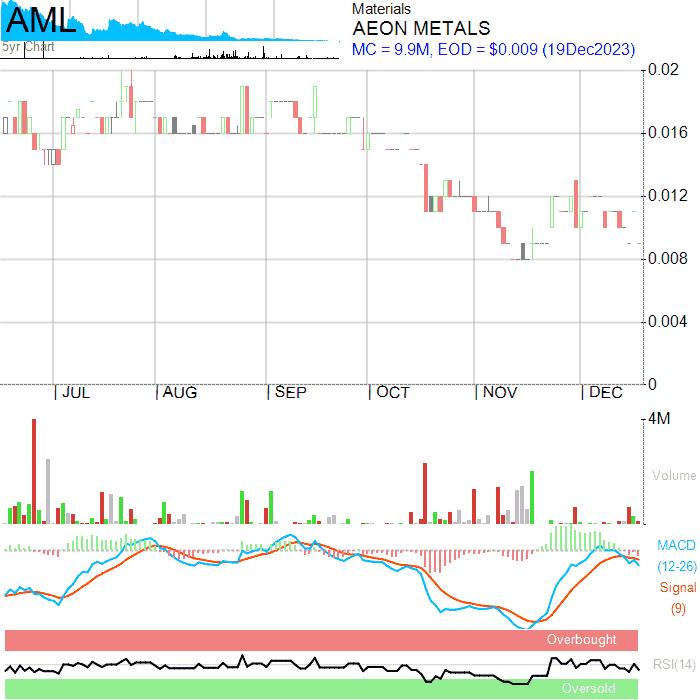 AML
5yr Chart
Materials
AEON METALS
MC = 9.9M, EOD = $0.009 (19Dec2023)
0.02
0.016
0.012
0.008
0.004
0
JUL AUG SEP OCT NOV DEC
4M
Volume
MACD
(12-26)
Signal
(9)
Overbought
RSI(14)
Oversold